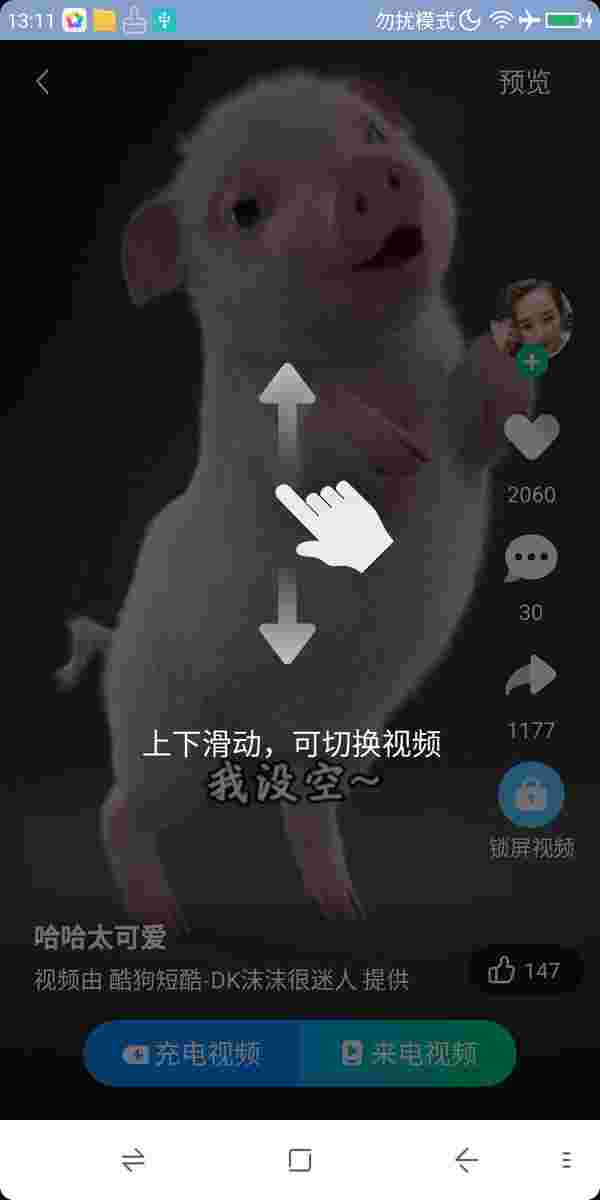 13:11
勿扰模式
预览
2060
30
1177
上下滑动，可切换视频
我没空~
锁屏视频
哈哈太可爱
视频由 酷狗短酷-DK沫沫很迷人 提供
147
充电视频
来电视频